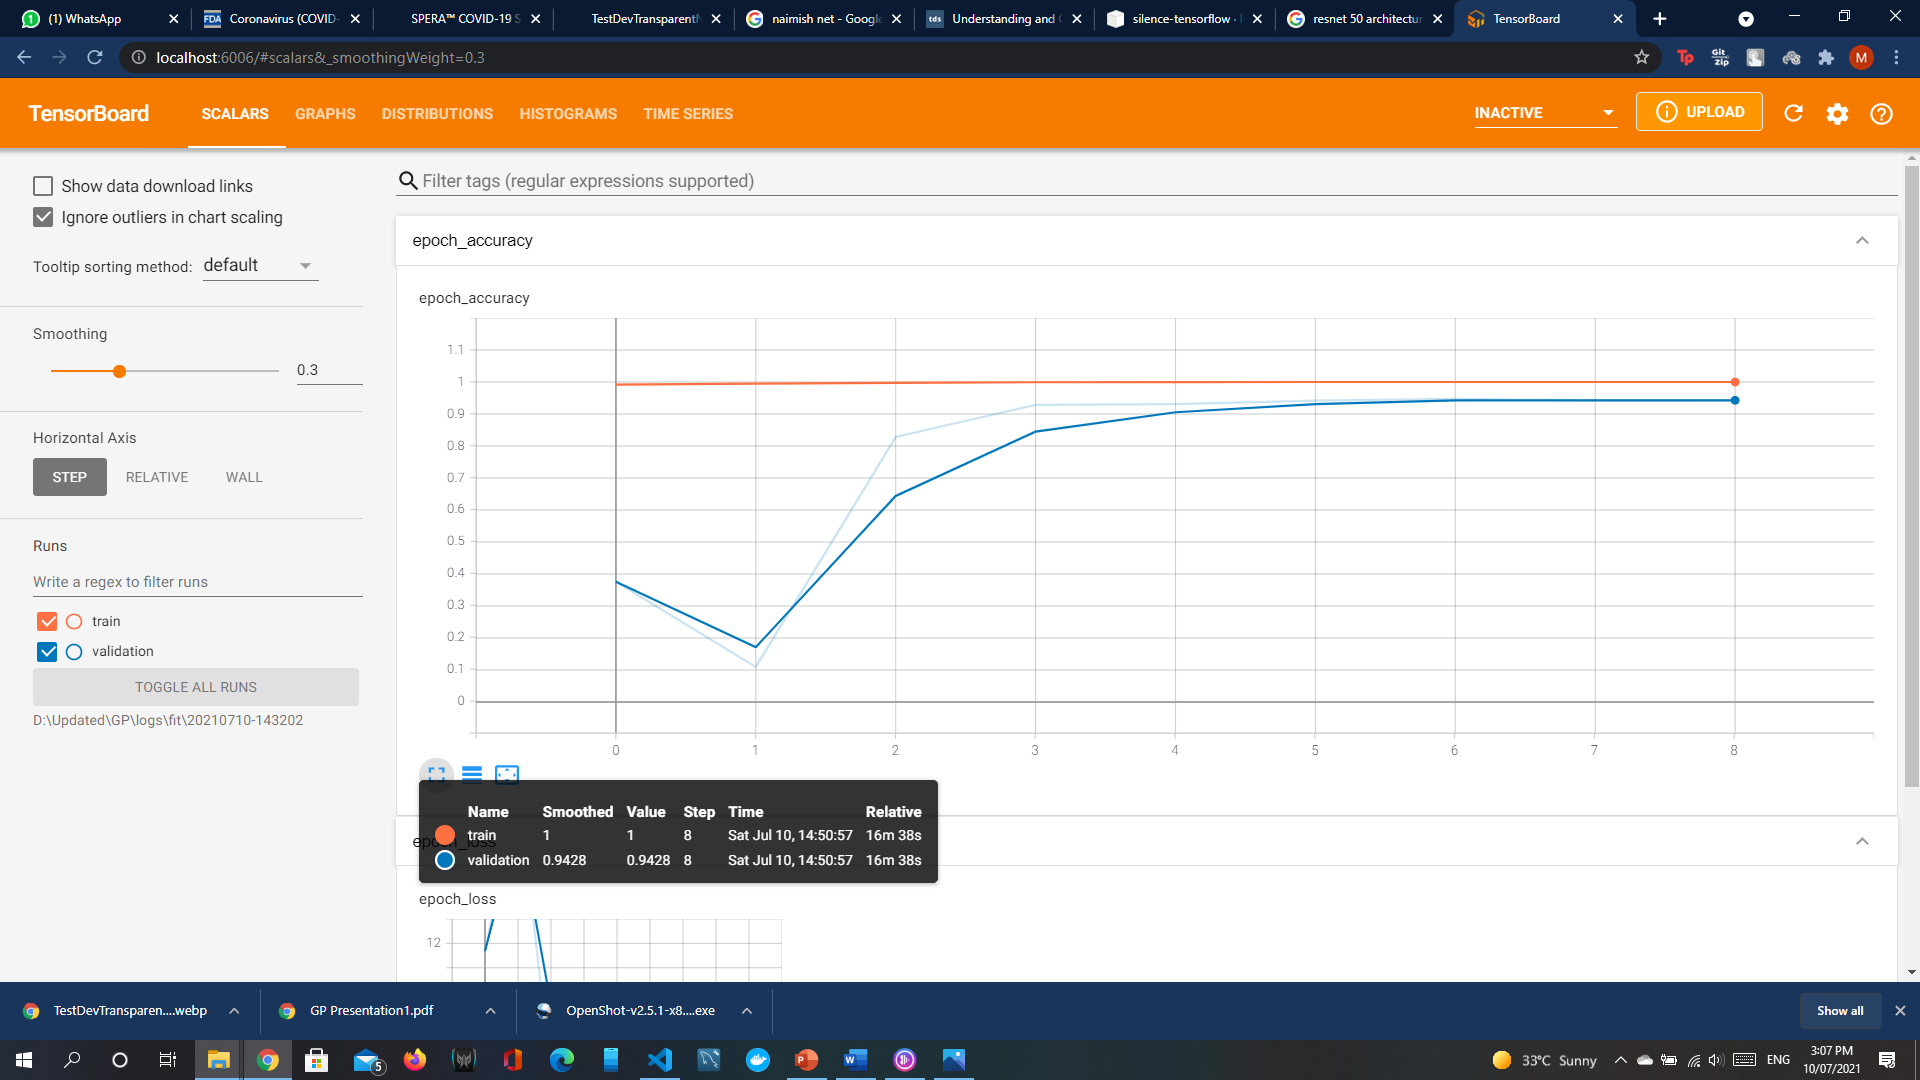 (1) WhatsApp
Coronavirus (COVID-
SPERA™ COVID-19 S
TestDevTransparentN
naimish net - Google
Understanding and C
silence-tensorflow · P
resnet 50 architectur
TensorBoard
localhost:6006/#scalars&_smoothingWeight=0.3
TensorBoard
SCALARS
GRAPHS
DISTRIBUTIONS
HISTOGRAMS
TIME SERIES
INACTIVE
UPLOAD
Show data download links
Ignore outliers in chart scaling
Tooltip sorting method: default
Smoothing
0.3
Horizontal Axis
STEP RELATIVE WALL
Runs
Write a regex to filter runs
train
validation
TOGGLE ALL RUNS
D:\Updated\GP\logs\fit\20210710-143202
Filter tags (regular expressions supported)
epoch_accuracy
epoch_accuracy
1.1
1
0.9
0.8
0.7
0.6
0.5
0.4
0.3
0.2
0.1
0
0 1 2 3 4 5 6 7 8
Name Smoothed Value Step Time Relative
train 1 1 8 Sat Jul 10, 14:50:57 16m 38s
validation 0.9428 0.9428 8 Sat Jul 10, 14:50:57 16m 38s
epoch_loss
epoch_loss
12
TestDevTransparen....webp
GP Presentation1.pdf
OpenShot-v2.5.1-x8....exe
Show all
5
33°C Sunny
ENG
3:07 PM
10/07/2021